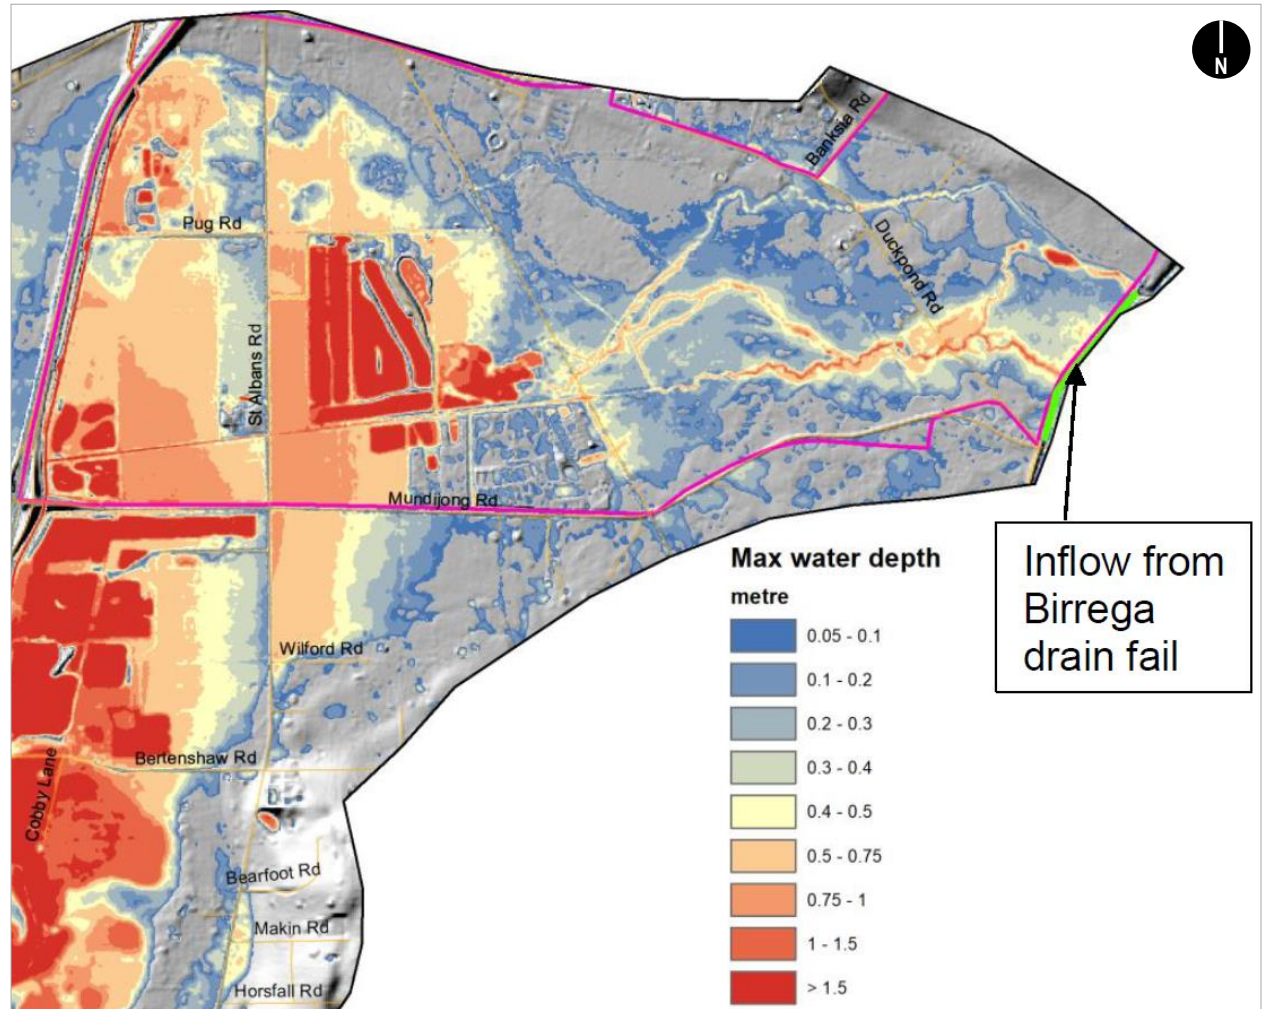 N
Banksia Rd
Pug Rd
Duckpond Rd
St Albans Rd
Mundijong Rd
Inflow from
Birrega
drain fail
Max water depth
metre
0.05 - 0.1
0.1 - 0.2
0.2 - 0.3
0.3 - 0.4
0.4 - 0.5
0.5 - 0.75
0.75 - 1
1 - 1.5
> 1.5
Wilford Rd
Bertenshaw Rd
Cobby Lane
Bearfoot Rd
Makin Rd
Horsfall Rd